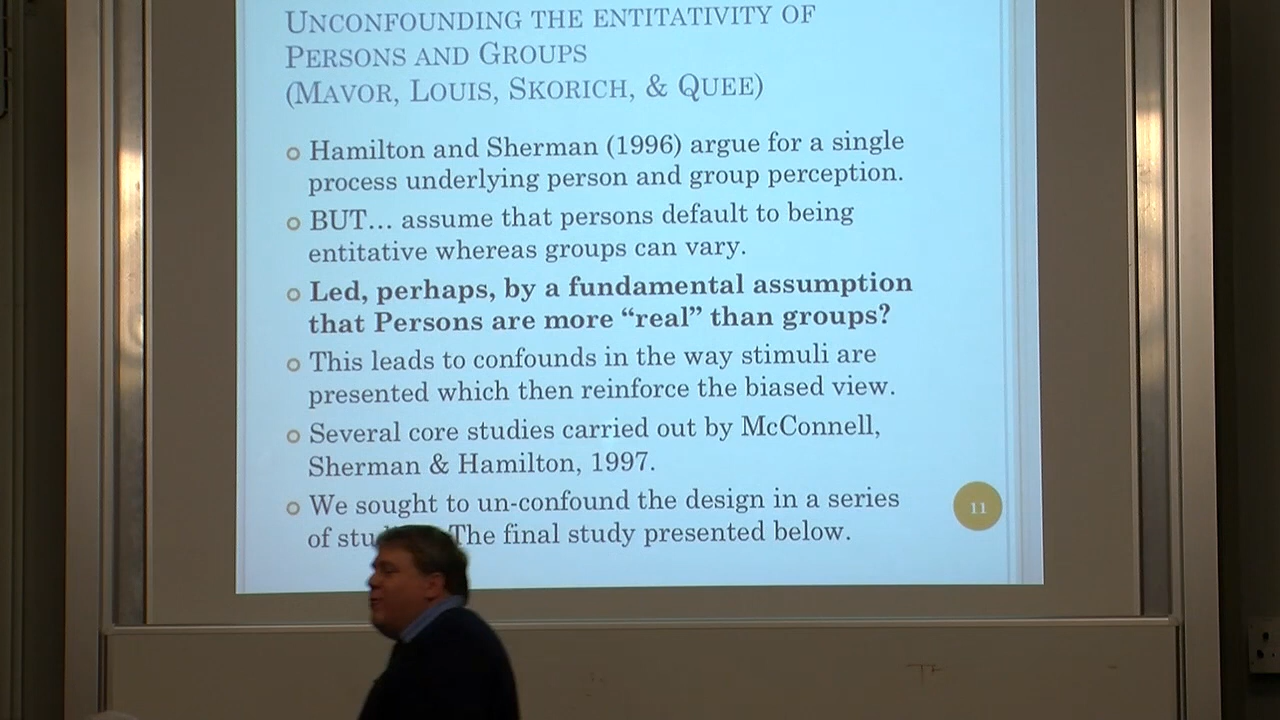 UNCONFOUNDING THE ENTITATIVITY OF
PERSONS AND GROUPS
(MAVOR, LOUIS, SKORICH, & QUEE)
Hamilton and Sherman (1996) argue for a single
process underlying person and group perception.
BUT... assume that persons default to being
entitative whereas groups can vary.
Led, perhaps, by a fundamental assumption
that Persons are more “real” than groups?
This leads to confounds in the way stimuli are
presented which then reinforce the biased view.
Several core studies carried out by McConnell,
Sherman & Hamilton, 1997.
We sought to un-confound the design in a series
of The final study presented below.
11